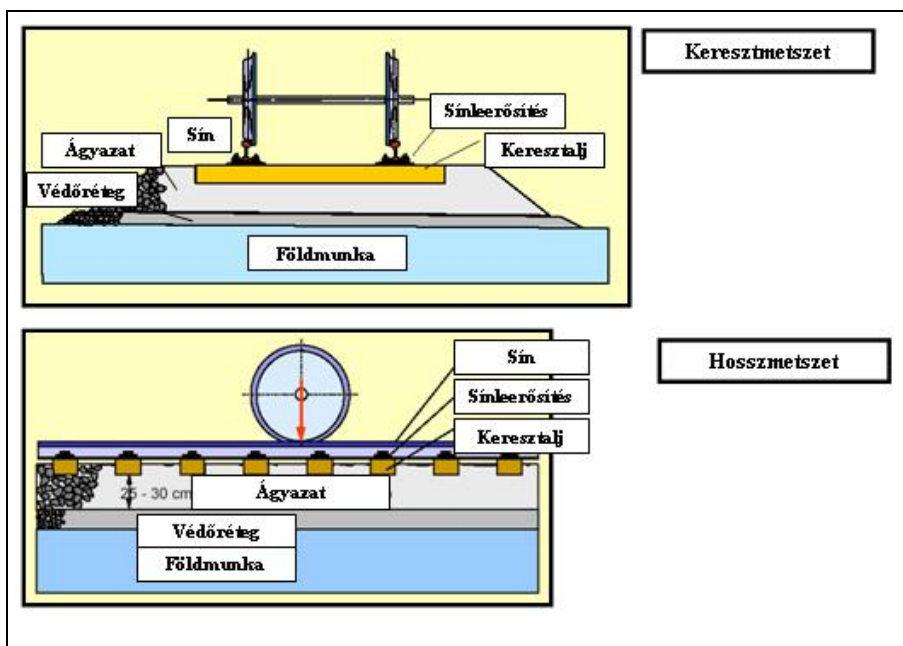 Keresztmetszet
Sínleerősítés
Sín
Keresztalj
Ágyazat
Védőréteg
Földmunka
Hosszmetszet
Sín
Sínleerősítés
Keresztalj
25 - 30 cm
Ágyazat
Védőréteg
Földmunka